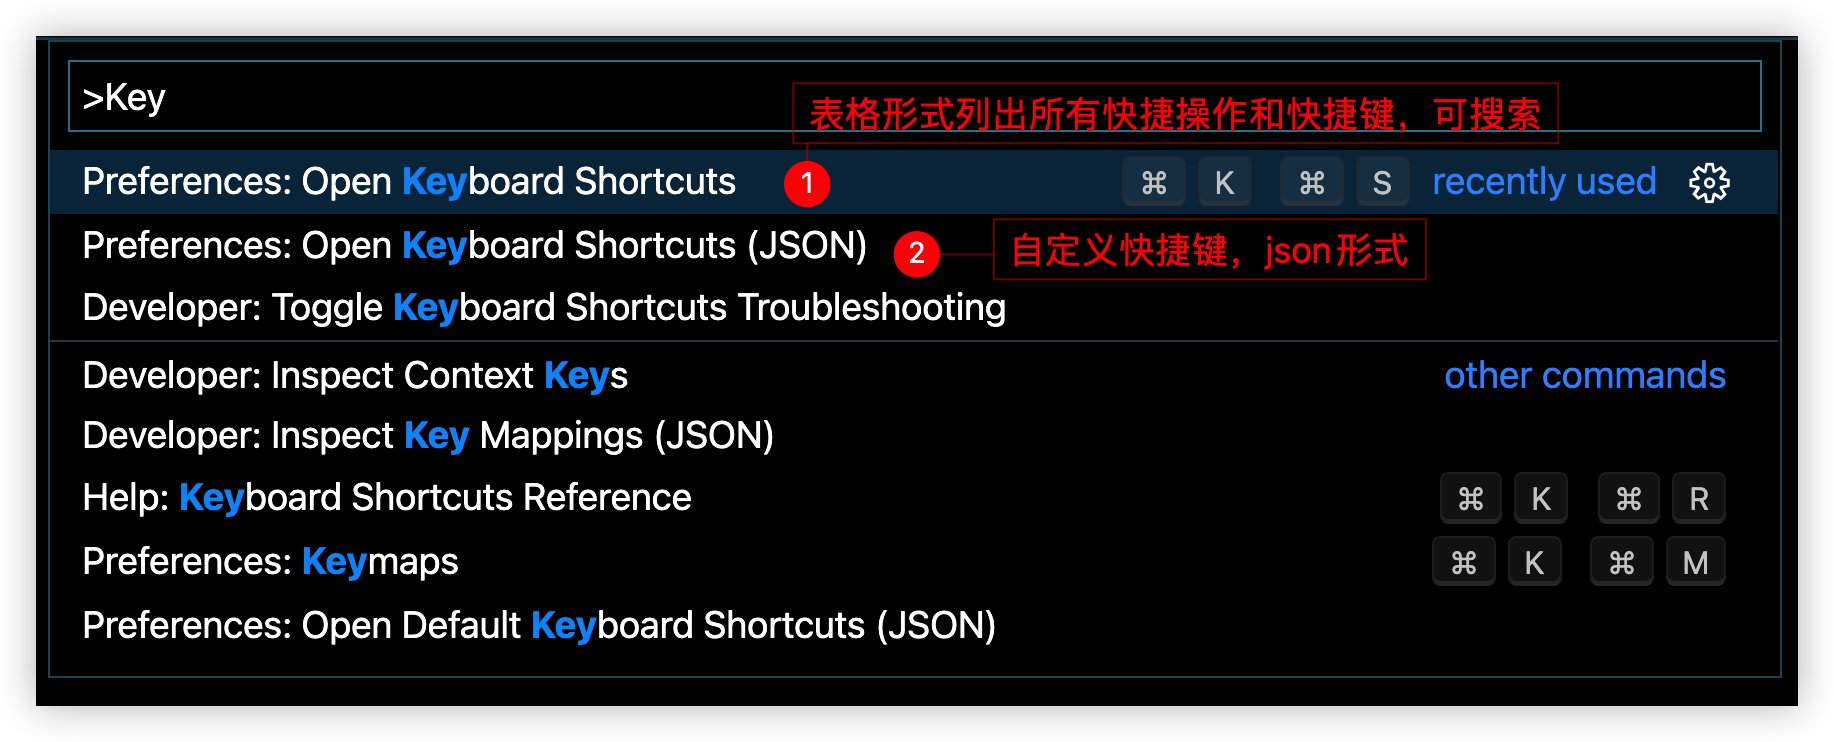 >Key
表格形式列出所有快捷操作和快捷键，可搜索
Preferences: Open Keyboard Shortcuts 1 ⌘ K ⌘ S recently used
Preferences: Open Keyboard Shortcuts (JSON) 2 自定义快捷键，json形式
Developer: Toggle Keyboard Shortcuts Troubleshooting
Developer: Inspect Context Keys other commands
Developer: Inspect Key Mappings (JSON)
Help: Keyboard Shortcuts Reference ⌘ K ⌘ R
Preferences: Keymaps ⌘ K ⌘ M
Preferences: Open Default Keyboard Shortcuts (JSON)